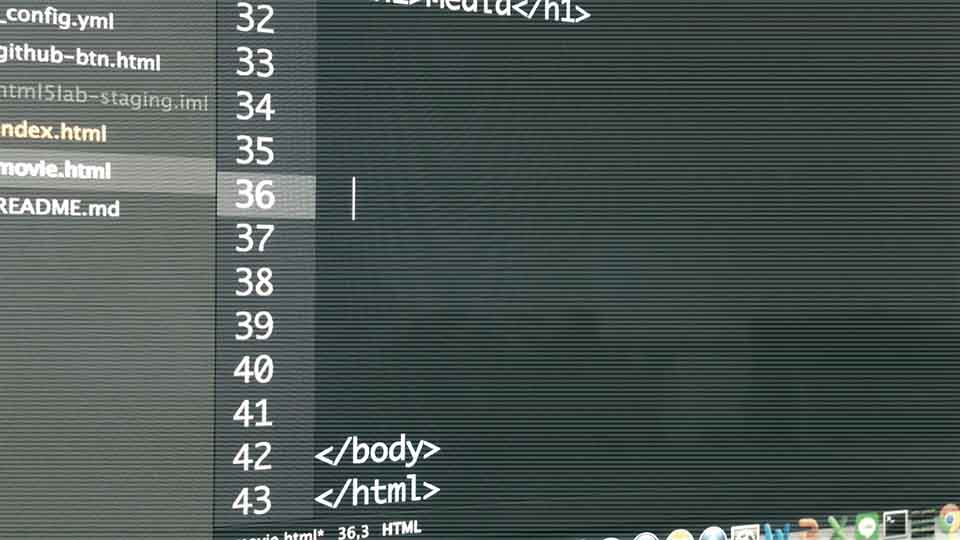 _config.yml
github-btn.html
html5lab-staging.iml
index.html
movie.html
README.md
32 h1>Media</h1>
33
34
35
36
37
38
39
40
41
42 </body>
43 </html>
movie.html* 36,3 HTML